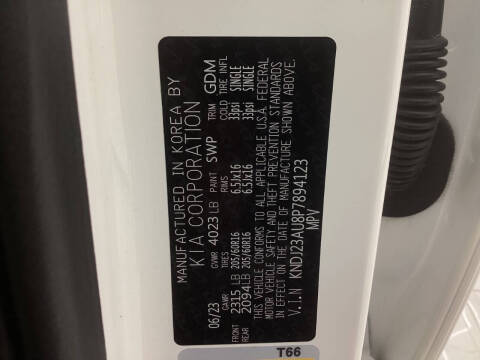 MANUFACTURED IN KOREA BY
KIA CORPORATION
06/23 GVWR 4023 LB PAINT SWP TRIM GDM
GAWR TIRES RIMS COLD TIRE INFL
FRONT 2315 LB 205/60R16 6.5Jx16 33psi SINGLE
REAR 2094 LB 205/60R16 6.5Jx16 33psi SINGLE
THIS VEHICLE CONFORMS TO ALL APPLICABLE U.S.A. FEDERAL
MOTOR VEHICLE SAFETY AND THEFT PREVENTION STANDARDS
IN EFFECT ON THE DATE OF MANUFACTURE SHOWN ABOVE.
V.I.N KNDJ23AU8P7894123
MPV
T66